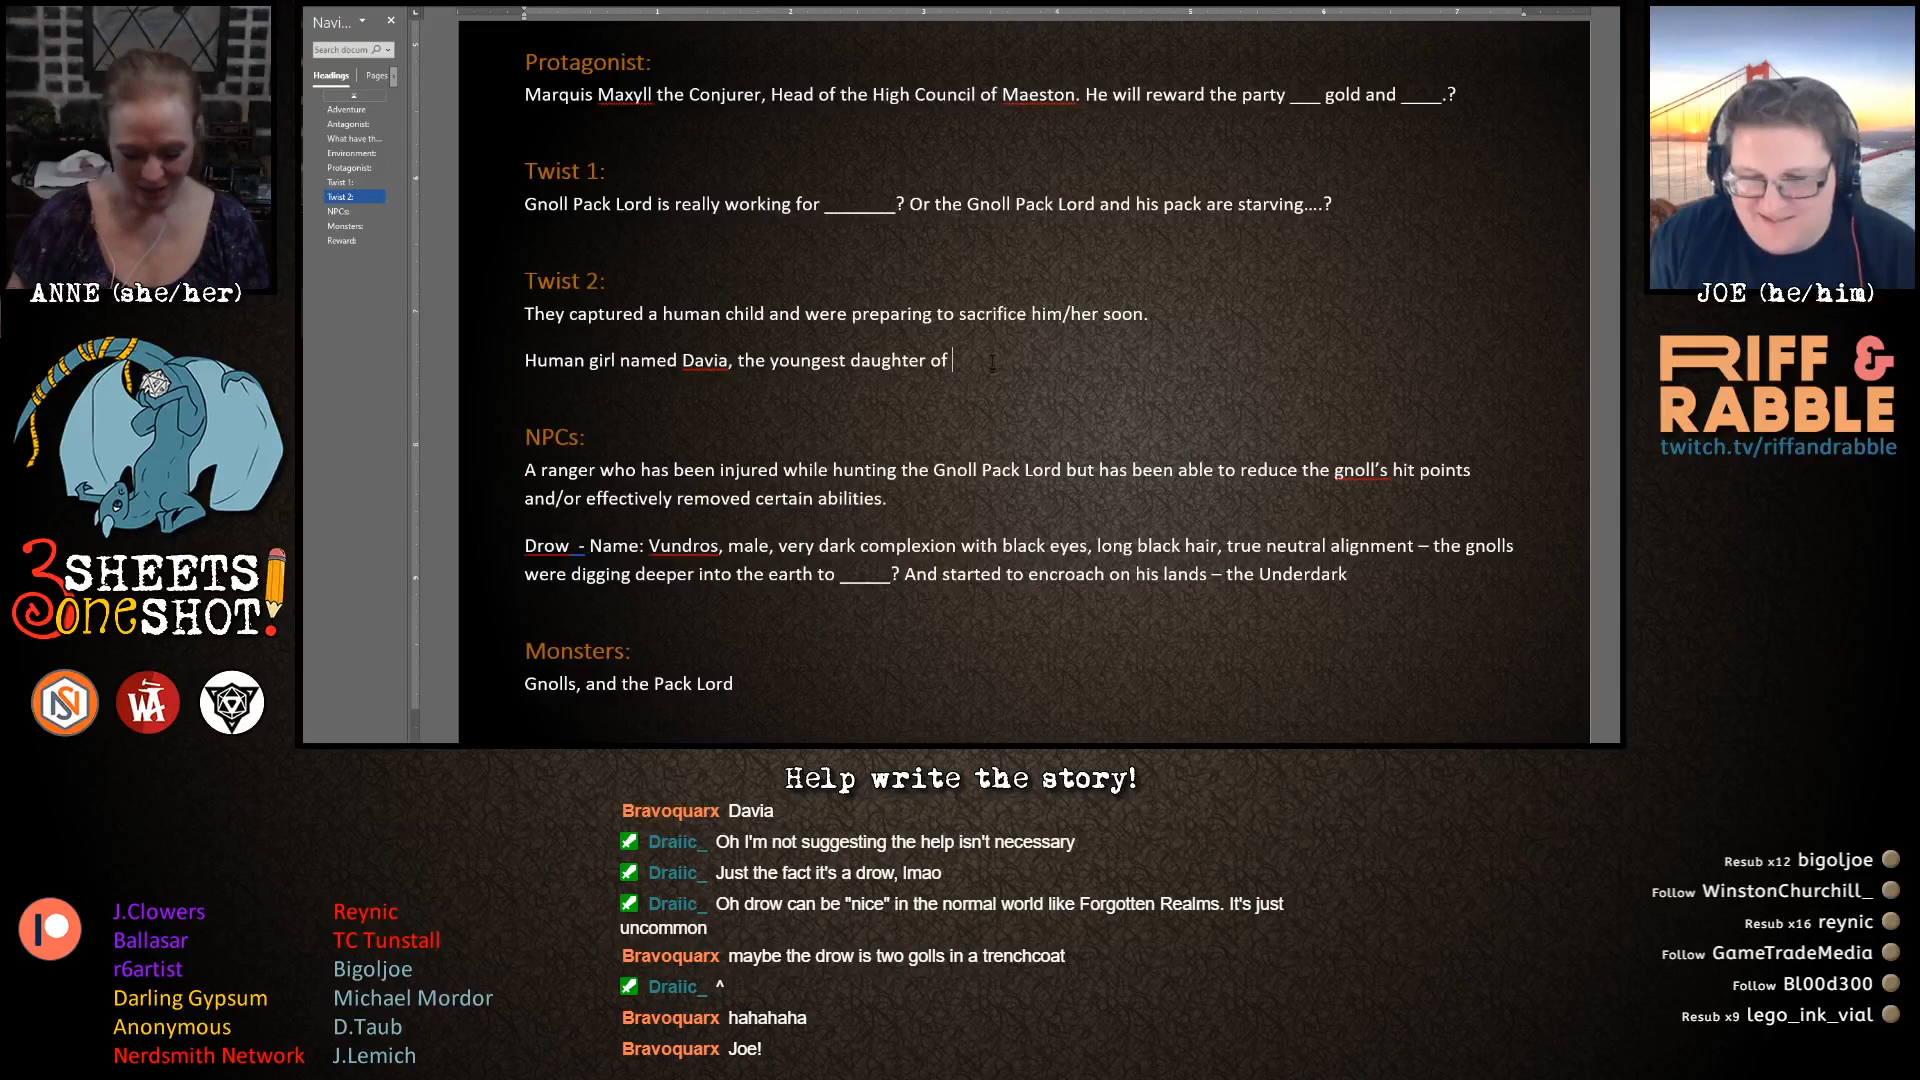 Navi...
Search docum
Headings
Pages
Adventure
Antagonist:
What have th...
Environment:
Protagonist:
Twist 1:
Twist 2:
NPCs:
Monsters:
Reward:
Protagonist:
Marquis Maxyll the Conjurer, Head of the High Council of Maeston. He will reward the party ___ gold and ____.?
Twist 1:
Gnoll Pack Lord is really working for _______? Or the Gnoll Pack Lord and his pack are starving....?
Twist 2:
They captured a human child and were preparing to sacrifice him/her soon.
Human girl named Davia, the youngest daughter of
NPCs:
A ranger who has been injured while hunting the Gnoll Pack Lord but has been able to reduce the gnoll's hit points
and/or effectively removed certain abilities.
Drow - Name: Vundros, male, very dark complexion with black eyes, long black hair, true neutral alignment – the gnolls
were digging deeper into the earth to _____? And started to encroach on his lands – the Underdark
Monsters:
Gnolls, and the Pack Lord
ANNE (she/her)
3 SHEETS
oneSHOT!
JOE (he/him)
RIFF &
RABBLE
twitch.tv/riffandrabble
Help write the story!
Bravoquarx Davia
Draiic_ Oh I'm not suggesting the help isn't necessary
Draiic_ Just the fact it's a drow, lmao
Draiic_ Oh drow can be "nice" in the normal world like Forgotten Realms. It's just
uncommon
Bravoquarx maybe the drow is two golls in a trenchcoat
Draiic_ ^
Bravoquarx hahahaha
Bravoquarx Joe!
J.Clowers
Ballasar
r6artist
Darling Gypsum
Anonymous
Nerdsmith Network
Reynic
TC Tunstall
Bigoljoe
Michael Mordor
D.Taub
J.Lemich
Resub x12 bigoljoe
Follow WinstonChurchill_
Resub x16 reynic
Follow GameTradeMedia
Follow Bl00d300
Resub x9 lego_ink_vial